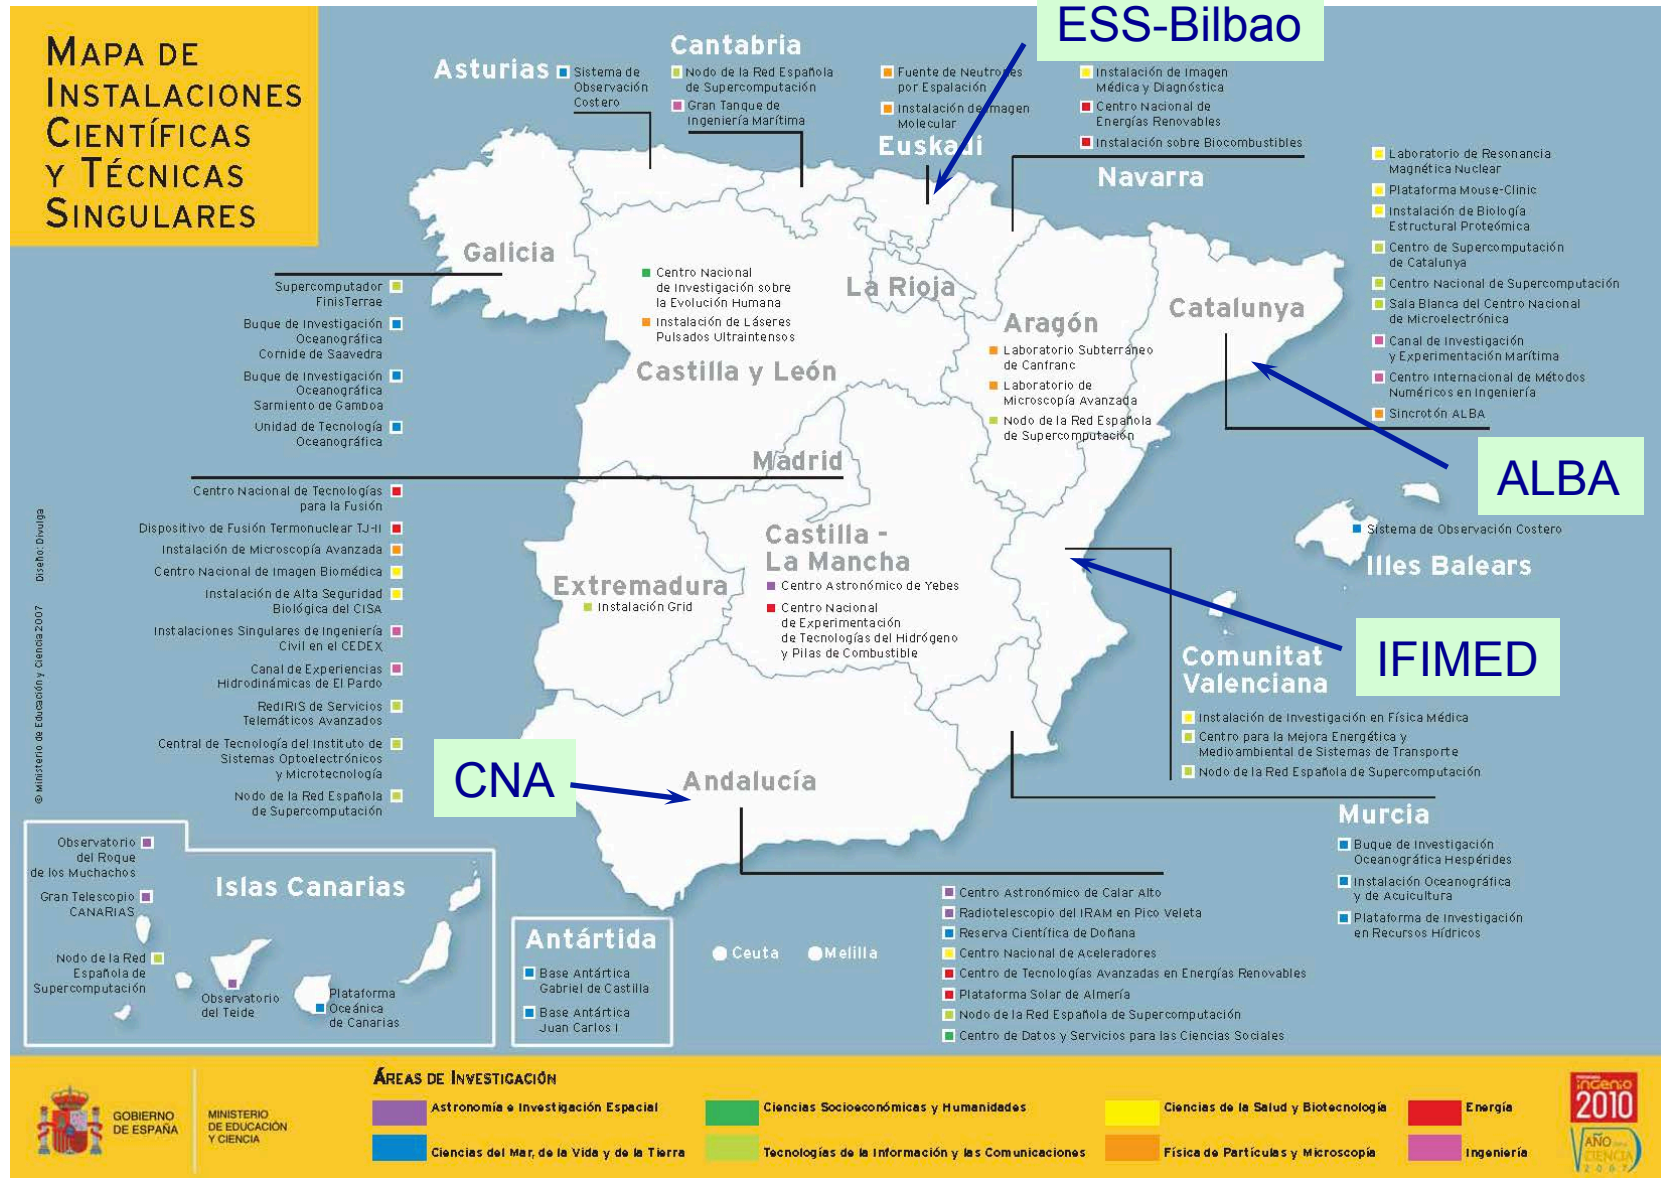 MAPA DE
INSTALACIONES
CIENTÍFICAS
Y TÉCNICAS
SINGULARES
ESS-Bilbao
Asturias
Sistema de
Observación
Costero
Cantabria
Nodo de la Red Española
de Supercomputación
Gran Tanque de
Ingeniería Marítima
Fuente de Neutrones
por Espalación
Instalación de Imagen
Molecular
Euskadi
Instalación de Imagen
Médica y Diagnóstica
Centro Nacional de
Energías Renovables
Instalación sobre Biocombustibles
Navarra
Laboratorio de Resonancia
Magnética Nuclear
Plataforma Mouse-Clinic
Instalación de Biología
Estructural Proteómica
Centro de Supercomputación
de Catalunya
Centro Nacional de Supercomputación
Sala Blanca del Centro Nacional
de Microelectrónica
Canal de Investigación
y Experimentación Marítima
Centro Internacional de Métodos
Numéricos en Ingeniería
Sincrotón ALBA
Galicia
Supercomputador
FinisTerrae
Buque de Investigación
Oceanográfica
Cornide de Saavedra
Buque de Investigación
Oceanográfica
Sarmiento de Gamboa
Unidad de Tecnología
Oceanográfica
Centro Nacional
de Investigación sobre
la Evolución Humana
Instalación de Láseres
Pulsados Ultraintensos
Castilla y León
La Rioja
Aragón
Laboratorio Subterráneo
de Canfranc
Laboratorio de
Microscopía Avanzada
Nodo de la Red Española
de Supercomputación
Catalunya
ALBA
Madrid
Centro Nacional de Tecnologías
para la Fusión
Dispositivo de Fusión Termonuclear TJ-II
Instalación de Microscopía Avanzada
Centro Nacional de Imagen Biomédica
Instalación de Alta Seguridad
Biológica del CISA
Instalaciones Singulares de Ingeniería
Civil en el CEDEX
Canal de Experiencias
Hidrodinámicas de El Pardo
RedIRIS de Servicios
Telemáticos Avanzados
Central de Tecnología del Instituto de
Sistemas Optoelectrónicos
y Microtecnología
Nodo de la Red Española
de Supercomputación
© Ministerio de Educación y Ciencia 2007 Diseño: Divulga
Castilla -
La Mancha
Centro Astronómico de Yebes
Centro Nacional
de Experimentación
de Tecnologías del Hidrógeno
y Pilas de Combustible
Extremadura
Instalación Grid
Sistema de Observación Costero
Illes Balears
IFIMED
Comunitat
Valenciana
Instalación de Investigación en Física Médica
Centro para la Mejora Energética y
Medioambiental de Sistemas de Transporte
Nodo de la Red Española de Supercomputación
CNA
Andalucía
Murcia
Buque de Investigación
Oceanográfica Hespérides
Instalación Oceanográfica
y de Acuicultura
Plataforma de Investigación
en Recursos Hídricos
Centro Astronómico de Calar Alto
Radiotelescopio del IRAM en Pico Veleta
Reserva Científica de Doñana
Centro Nacional de Aceleradores
Centro de Tecnologías Avanzadas en Energías Renovables
Plataforma Solar de Almería
Nodo de la Red Española de Supercomputación
Centro de Datos y Servicios para las Ciencias Sociales
Observatorio
del Roque
de los Muchachos
Gran Telescopio
CANARIAS
Nodo de la Red
Española de
Supercomputación
Islas Canarias
Observatorio
del Teide
Plataforma
Oceánica
de Canarias
Antártida
Base Antártica
Gabriel de Castilla
Base Antártica
Juan Carlos I
Ceuta
Melilla
ÁREAS DE INVESTIGACIÓN
Astronomía e Investigación Espacial
Ciencias Socioeconómicas y Humanidades
Ciencias de la Salud y Biotecnología
Energía
Ciencias del Mar, de la Vida y de la Tierra
Tecnologías de la Información y las Comunicaciones
Física de Partículas y Microscopía
Ingeniería
GOBIERNO
DE ESPAÑA
MINISTERIO
DE EDUCACIÓN
Y CIENCIA
ingenio
2010
AÑO
CIENCIA
2007